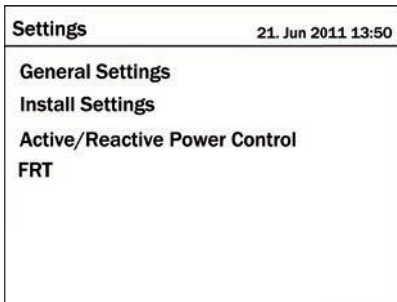 Settings 21. Jun 2011 13:50
General Settings
Install Settings
Active/Reactive Power Control
FRT